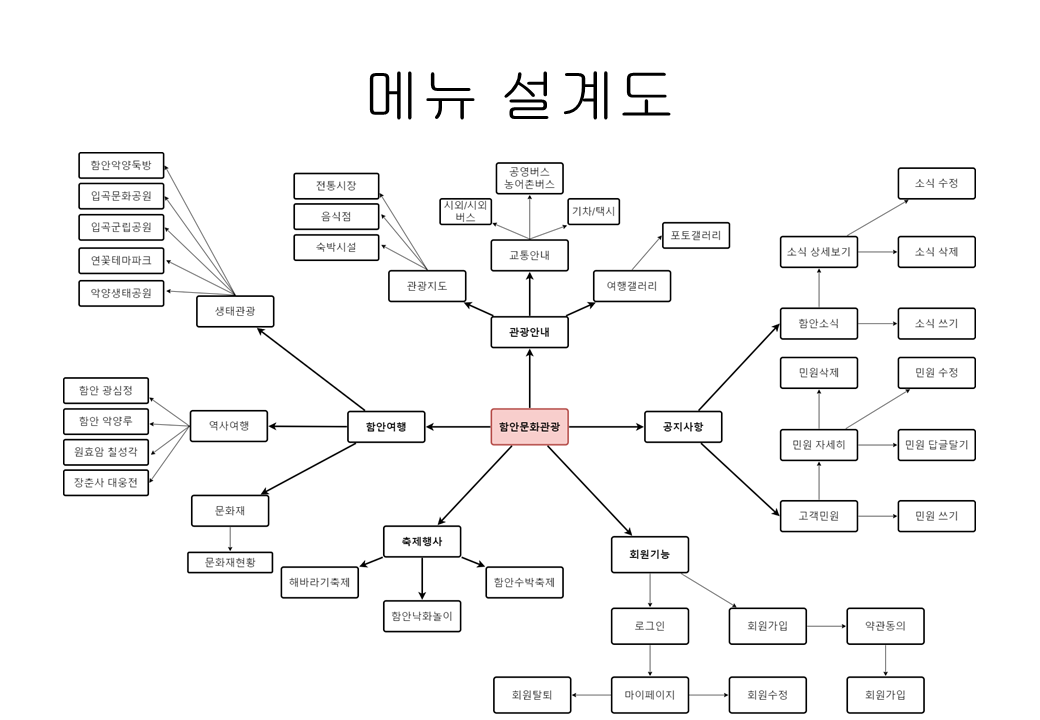 메뉴 설계도
함안악양둑방
입곡문화공원
입곡군립공원
연꽃테마파크
악양생태공원
생태관광
전통시장
음식점
숙박시설
관광지도
공영버스
농어촌버스
시외/시외
버스
기차/택시
교통안내
포토갤러리
여행갤러리
관광안내
소식 수정
소식 상세보기
소식 삭제
함안소식
소식 쓰기
민원삭제
민원 수정
민원 자세히
민원 답글달기
고객민원
민원 쓰기
함안 광심정
함안 악양루
원효암 칠성각
장춘사 대웅전
역사여행
함안여행
함안문화관광
공지사항
문화재
문화재현황
축제행사
해바라기축제
함안낙화놀이
함안수박축제
회원기능
로그인
회원가입
약관동의
회원탈퇴
마이페이지
회원수정
회원가입